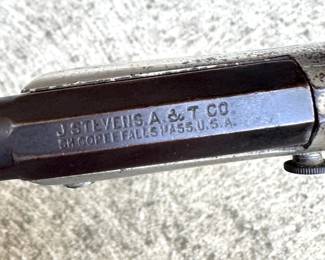 J. STEVENS. A. & T. CO.
CHICOPEE FALLS MASS. U.S.A.